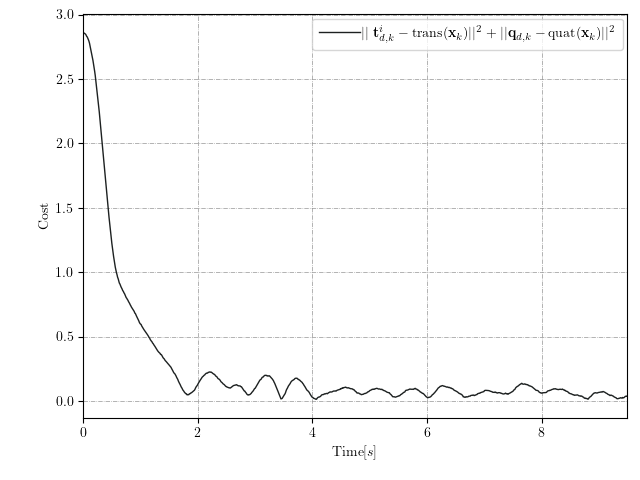 3.0
|| t^i_{d,k} − trans(x_k)||² + ||q_{d,k} − quat(x_k)||²
2.5
2.0
1.5
1.0
0.5
0.0
Cost
0 2 4 6 8
Time[s]